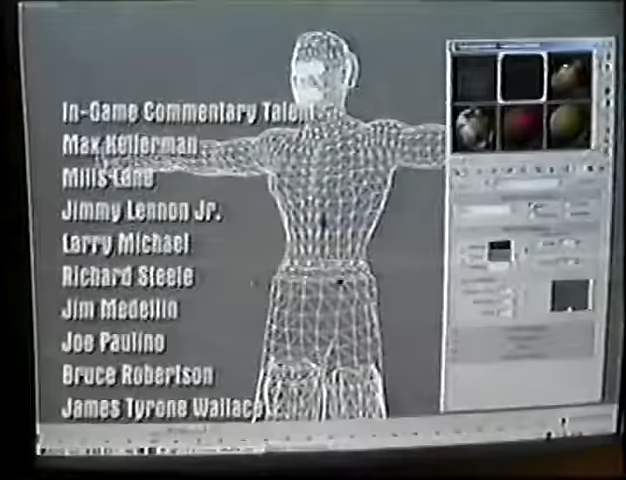 In-Game Commentary Talent
Max Kellerman
Mills Lane
Jimmy Lennon Jr.
Larry Michael
Richard Steele
Jim Medellin
Joe Paulino
Bruce Robertson
James Tyrone Wallace